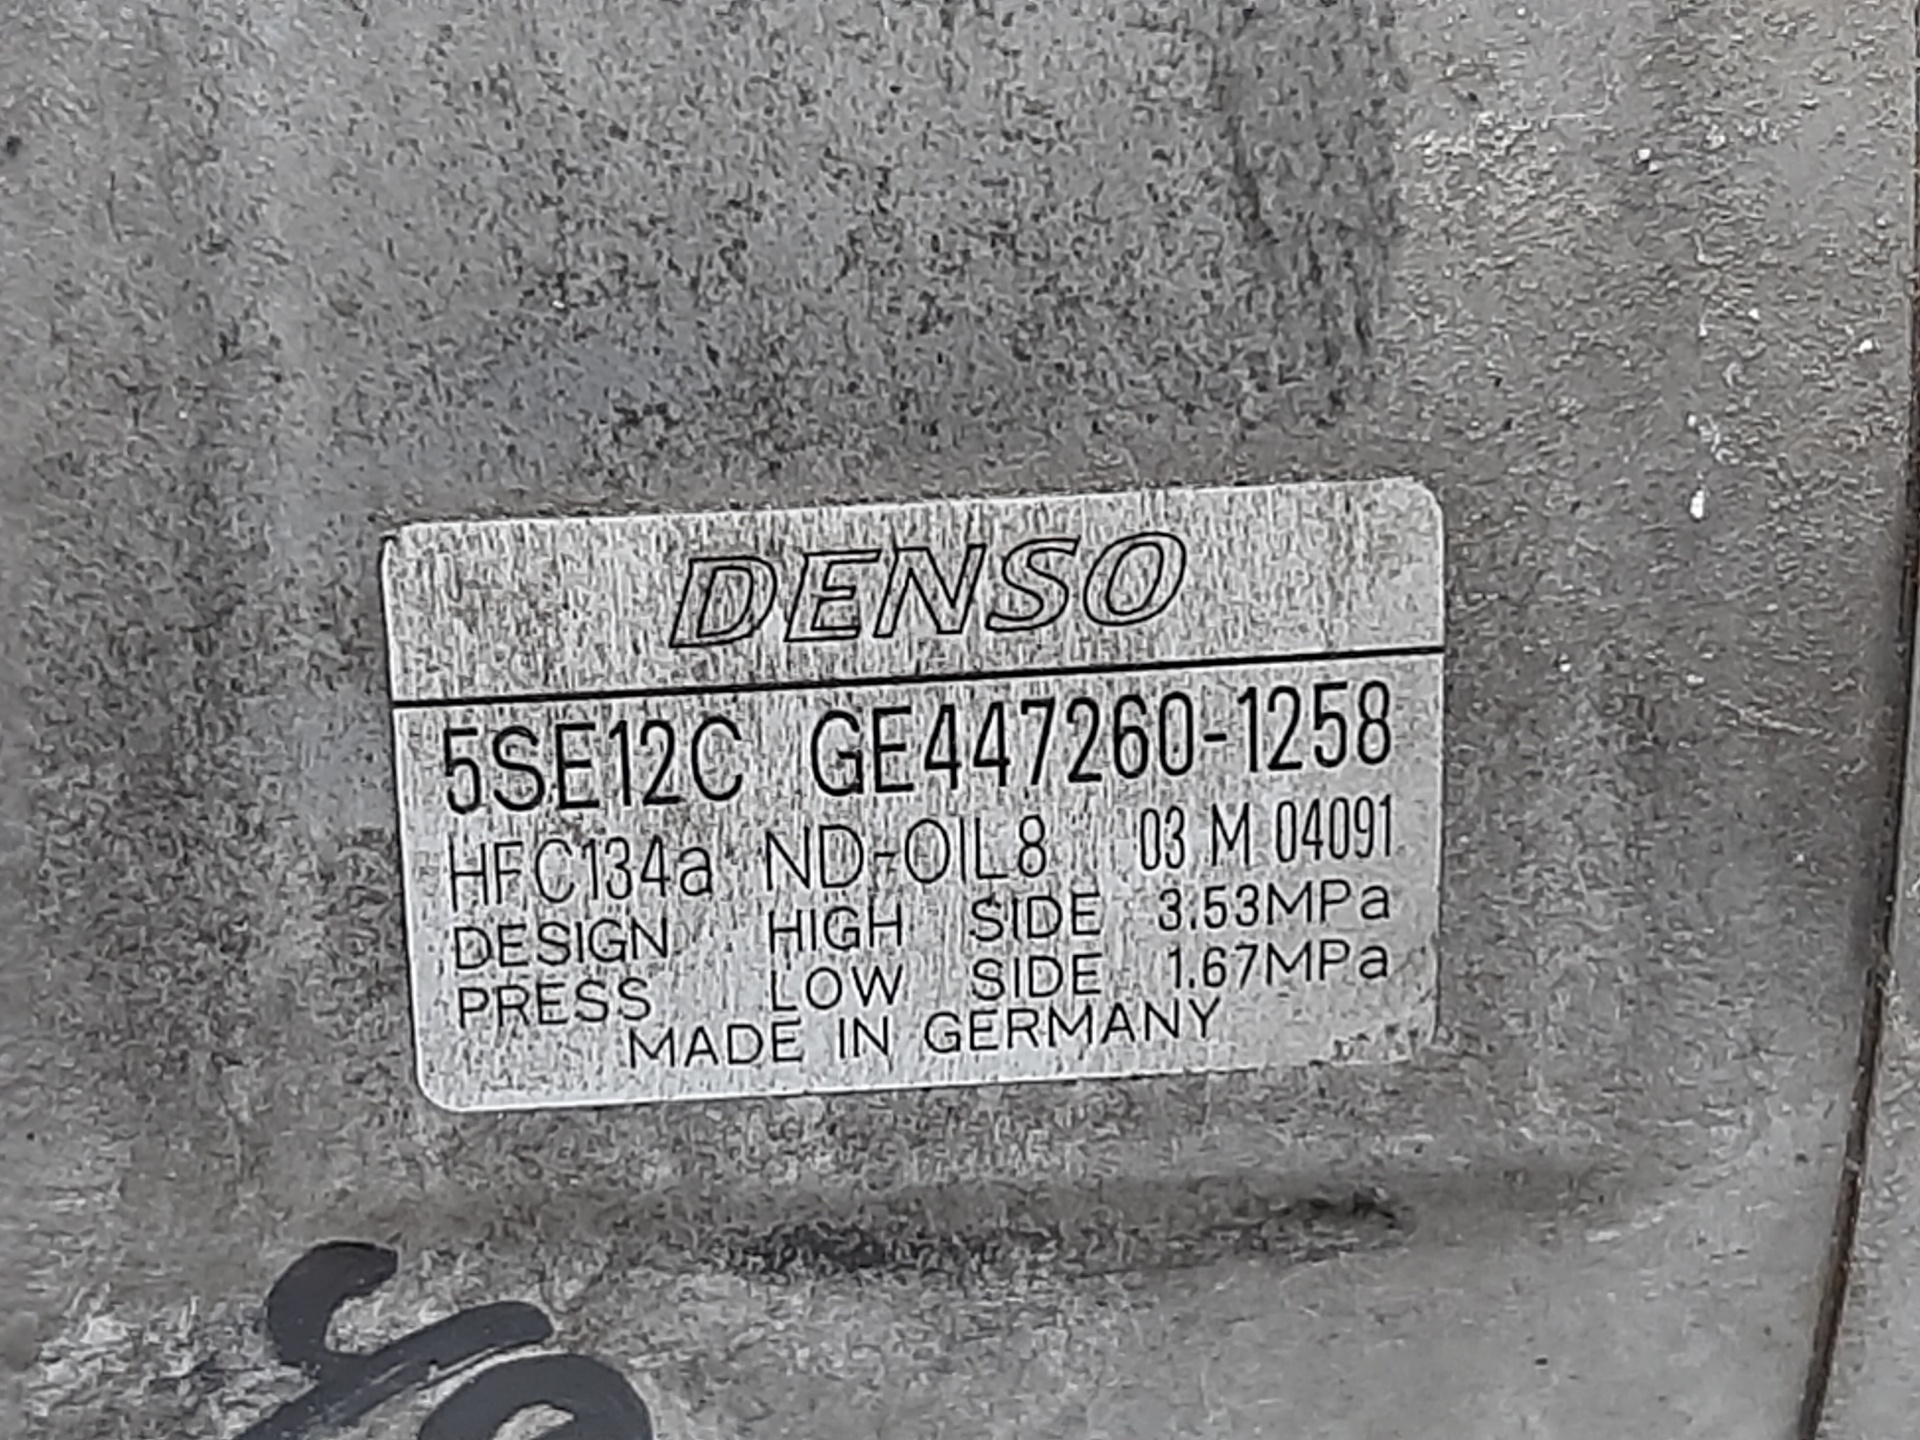 DENSO
5SE12C GE447260-1258
HFC134a ND-OIL8 03 M 04091
DESIGN HIGH SIDE 3.53MPa
PRESS LOW SIDE 1.67MPa
MADE IN GERMANY